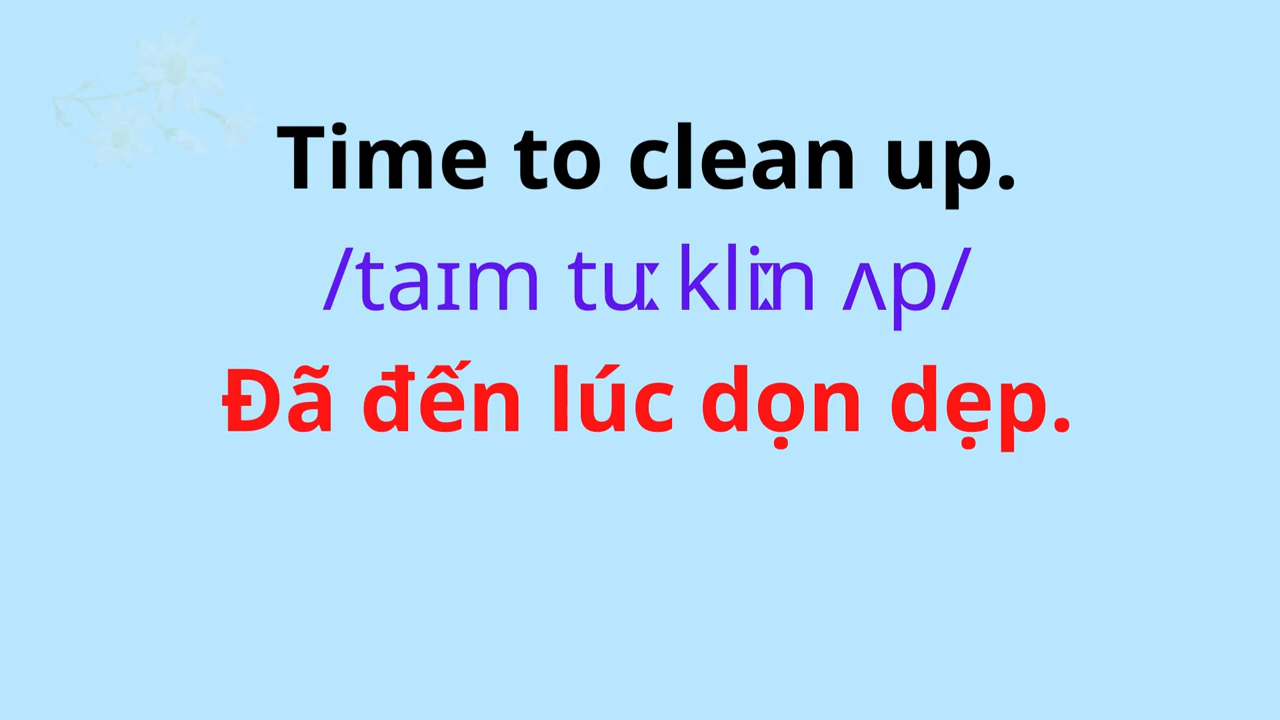 Time to clean up.
/taɪm tuː kliːn ʌp/
Đã đến lúc dọn dẹp.